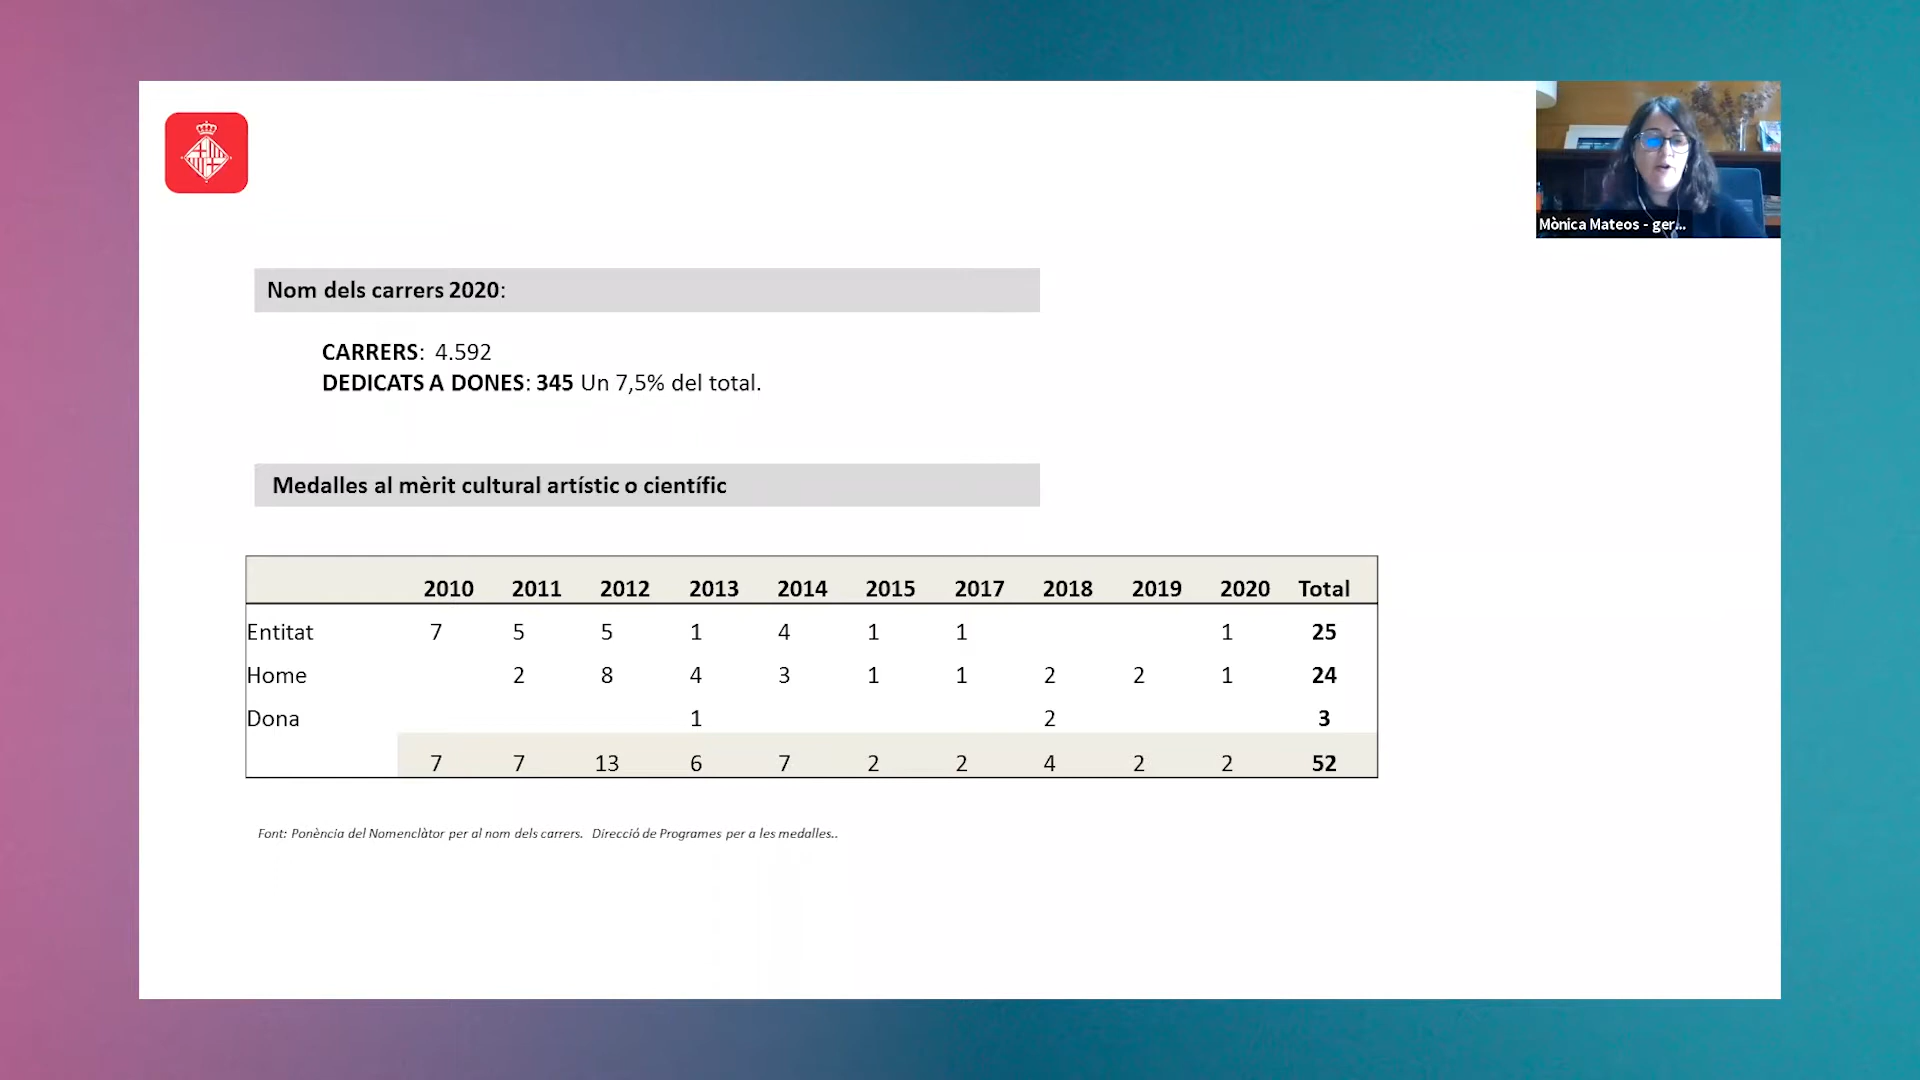 Mònica Mateos - ger...
Nom dels carrers 2020:
CARRERS: 4.592
DEDICATS A DONES: 345 Un 7,5% del total.
Medalles al mèrit cultural artístic o científic
2010 2011 2012 2013 2014 2015 2017 2018 2019 2020 Total
Entitat 7 5 5 1 4 1 1 1 25
Home 2 8 4 3 1 1 2 2 1 24
Dona 1 2 3
7 7 13 6 7 2 2 4 2 2 52
Font: Ponència del Nomenclàtor per al nom dels carrers. Direcció de Programes per a les medalles..